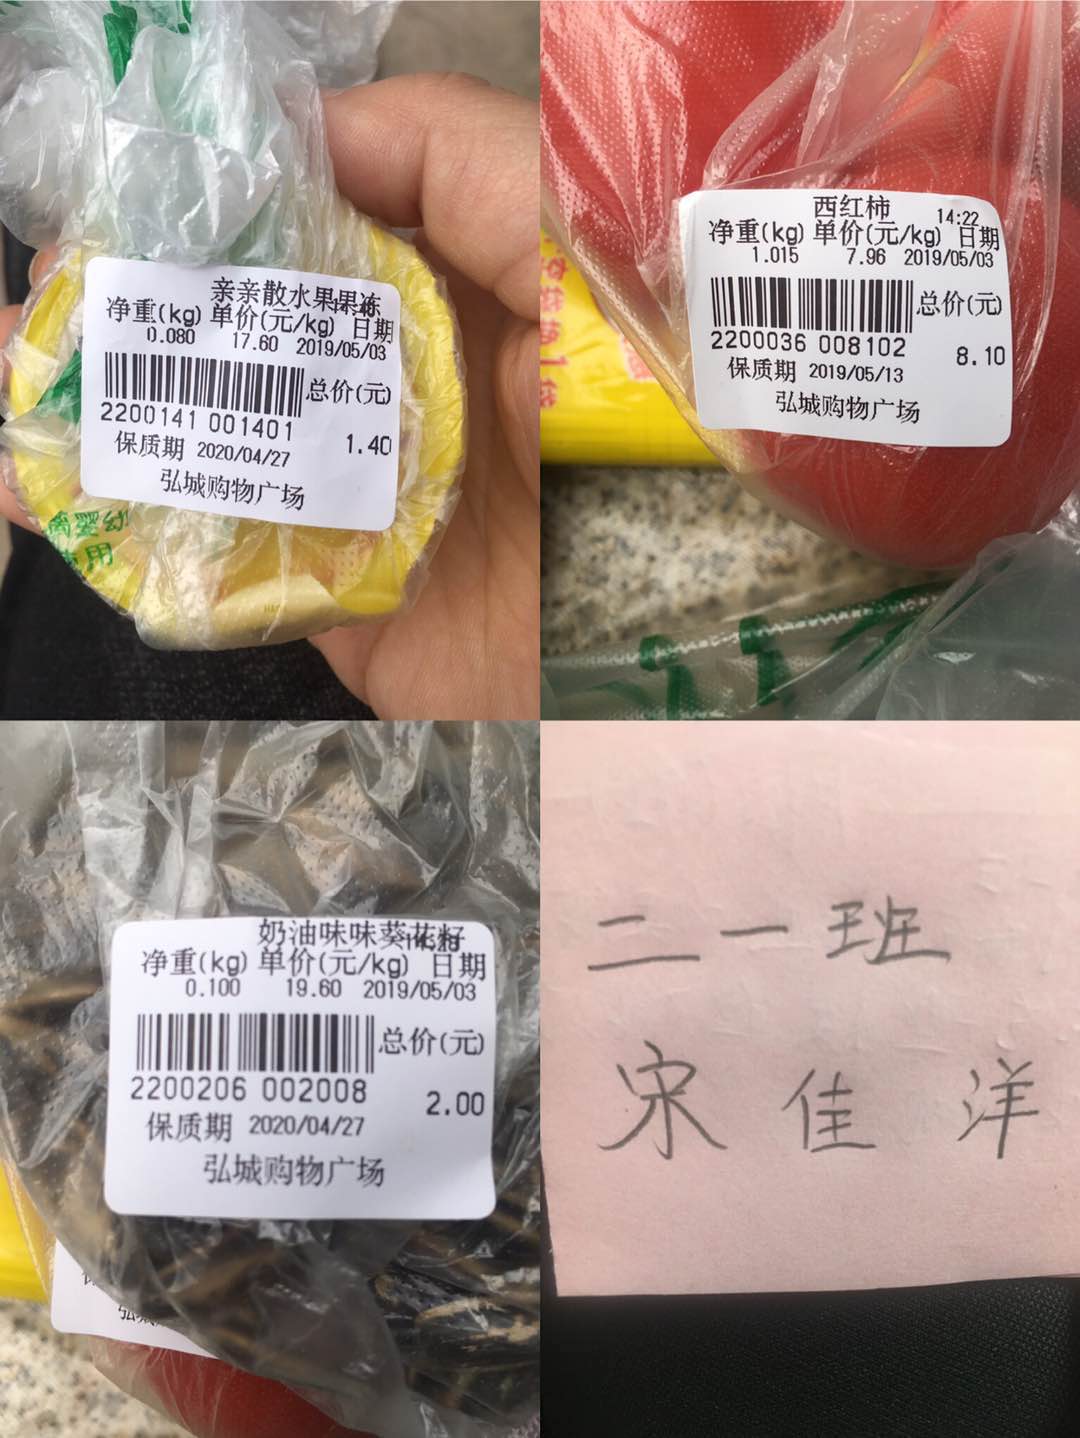 亲亲散水果果冻
净重(kg) 单价(元/kg) 日期
0.080 17.60 2019/05/03
总价(元)
2200141 001401
1.40
保质期 2020/04/27
弘城购物广场
婴幼
用
西红柿 14:22
净重(kg) 单价(元/kg) 日期
1.015 7.96 2019/05/03
总价(元)
2200036 008102
8.10
保质期 2019/05/13
弘城购物广场
奶油味味葵花籽
净重(kg) 单价(元/kg) 日期
0.100 19.60 2019/05/03
总价(元)
2200206 002008
2.00
保质期 2020/04/27
弘城购物广场
二一班
宋佳洋